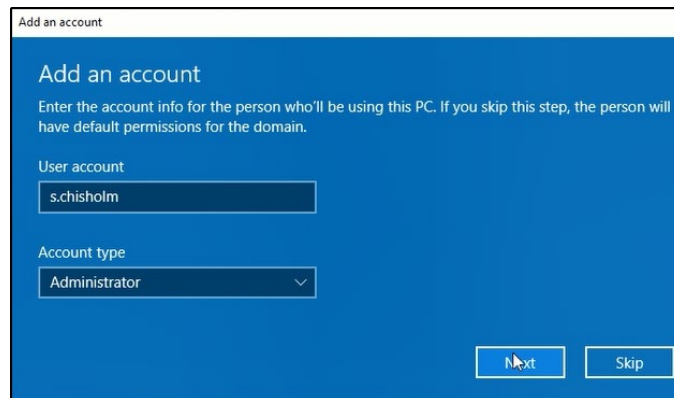 Add an account
Add an account
Enter the account info for the person who'll be using this PC. If you skip this step, the person will
have default permissions for the domain.
User account
s.chisholm
Account type
Administrator
Next
Skip